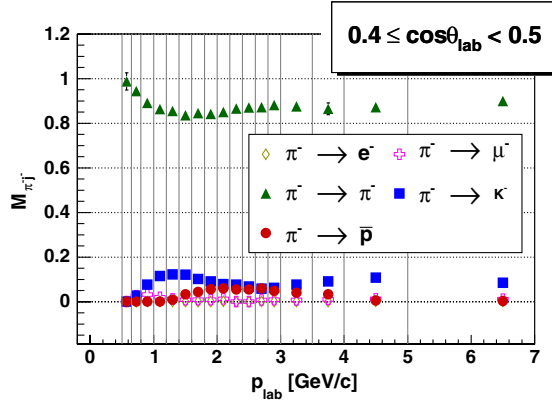 0.4 ≤ cosθlab < 0.5
1.2
1
0.8
0.6
0.4
0.2
0
M π⁻j⁻
π⁻ → e⁻
π⁻ → μ⁻
π⁻ → π⁻
π⁻ → κ⁻
π⁻ → p̅
0 1 2 3 4 5 6 7
plab [GeV/c]